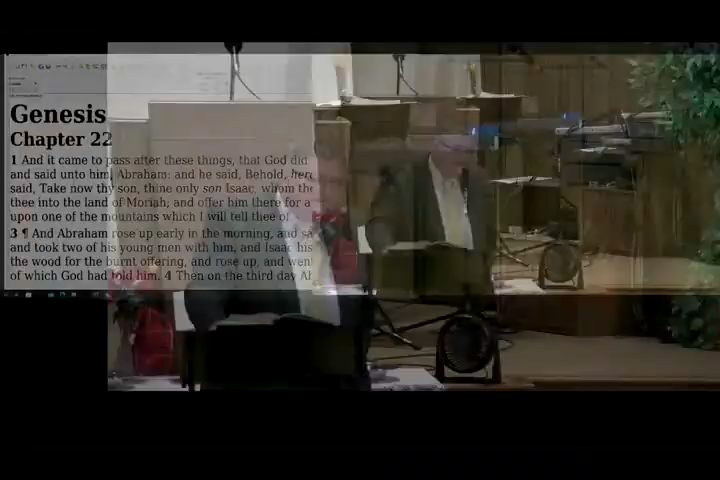 Genesis
Chapter 22
1 And it came to pass after these things, that God did
and said unto him, Abraham: and he said, Behold, here
said, Take now thy son, thine only son Isaac, whom
thee into the land of Moriah; and offer him there for a
upon one of the mountains which I will tell thee of
3 ¶ And Abraham rose up early in the morning, and sa
and took two of his young men with him, and Isaac his
the wood for the burnt offering, and rose up, and went
of which God had told him. 4 Then on the third day Ab